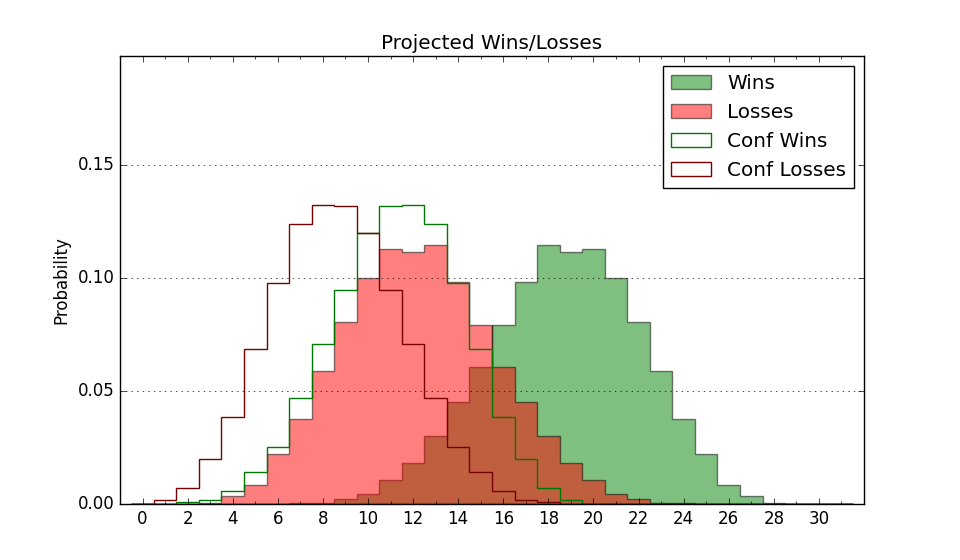 Projected Wins/Losses
Wins
Losses
Conf Wins
Conf Losses
Probability
0.15
0.10
0.05
0.00
0 2 4 6 8 10 12 14 16 18 20 22 24 26 28 30